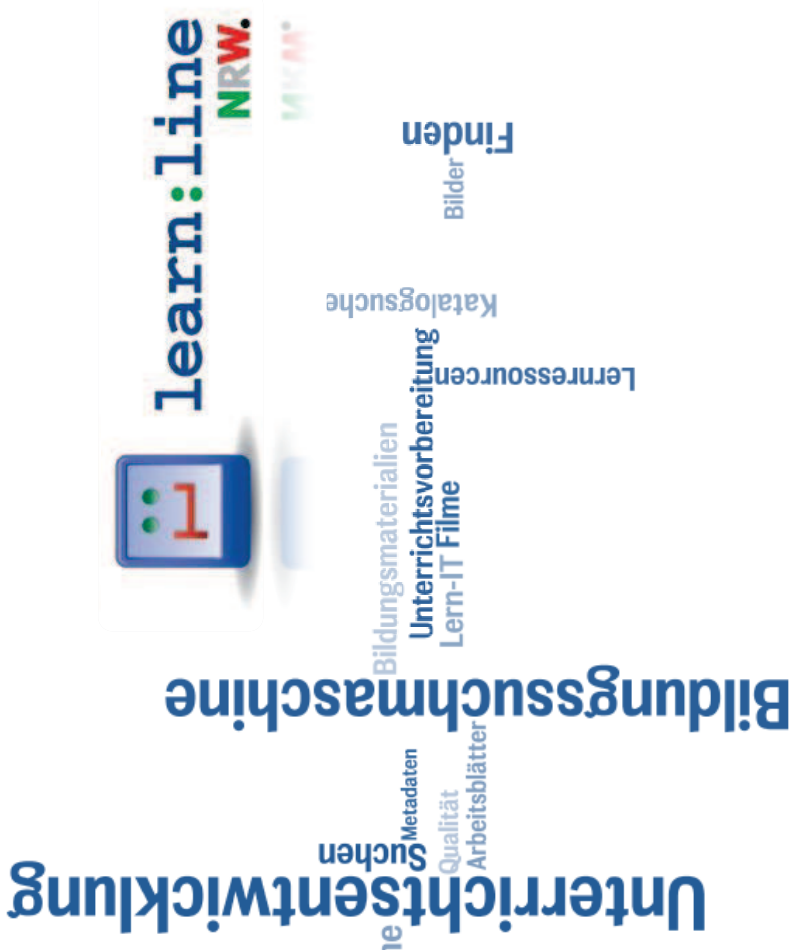 learn:line
NRW.
l
Finden
Bilder
Katalogsuche
Lernressourcen
Unterrichtsvorbereitung
Bildungsmaterialien
Filme
Lern-IT
Bildungssuchmaschine
Metadaten
Qualität
Arbeitsblätter
Suchen
Unterrichtsentwicklung